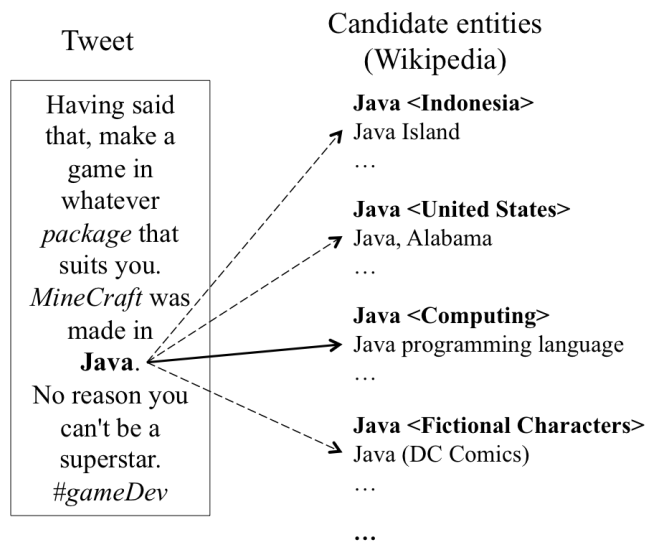 Tweet
Having said
that, make a
game in
whatever
package that
suits you.
MineCraft was
made in
Java.
No reason you
can't be a
superstar.
#gameDev
Candidate entities
(Wikipedia)
Java <Indonesia>
Java Island
…
Java <United States>
Java, Alabama
…
Java <Computing>
Java programming language
…
Java <Fictional Characters>
Java (DC Comics)
…
…